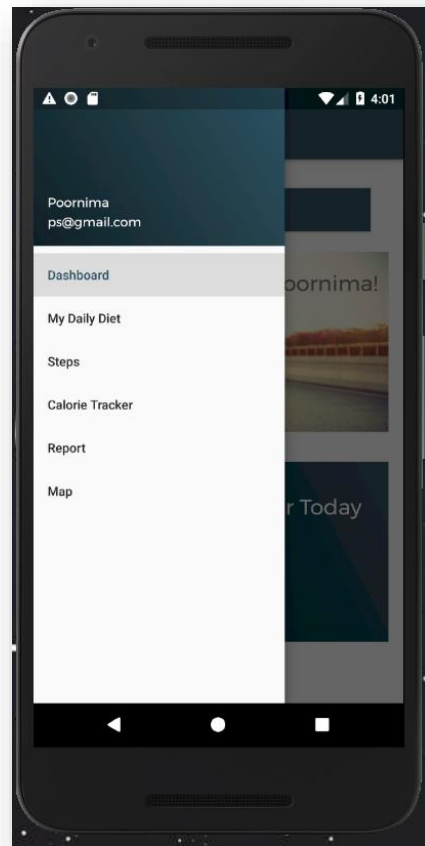 4:01
Poornima
ps@gmail.com
Dashboard
oornima!
My Daily Diet
Steps
Calorie Tracker
Report
Map
r Today